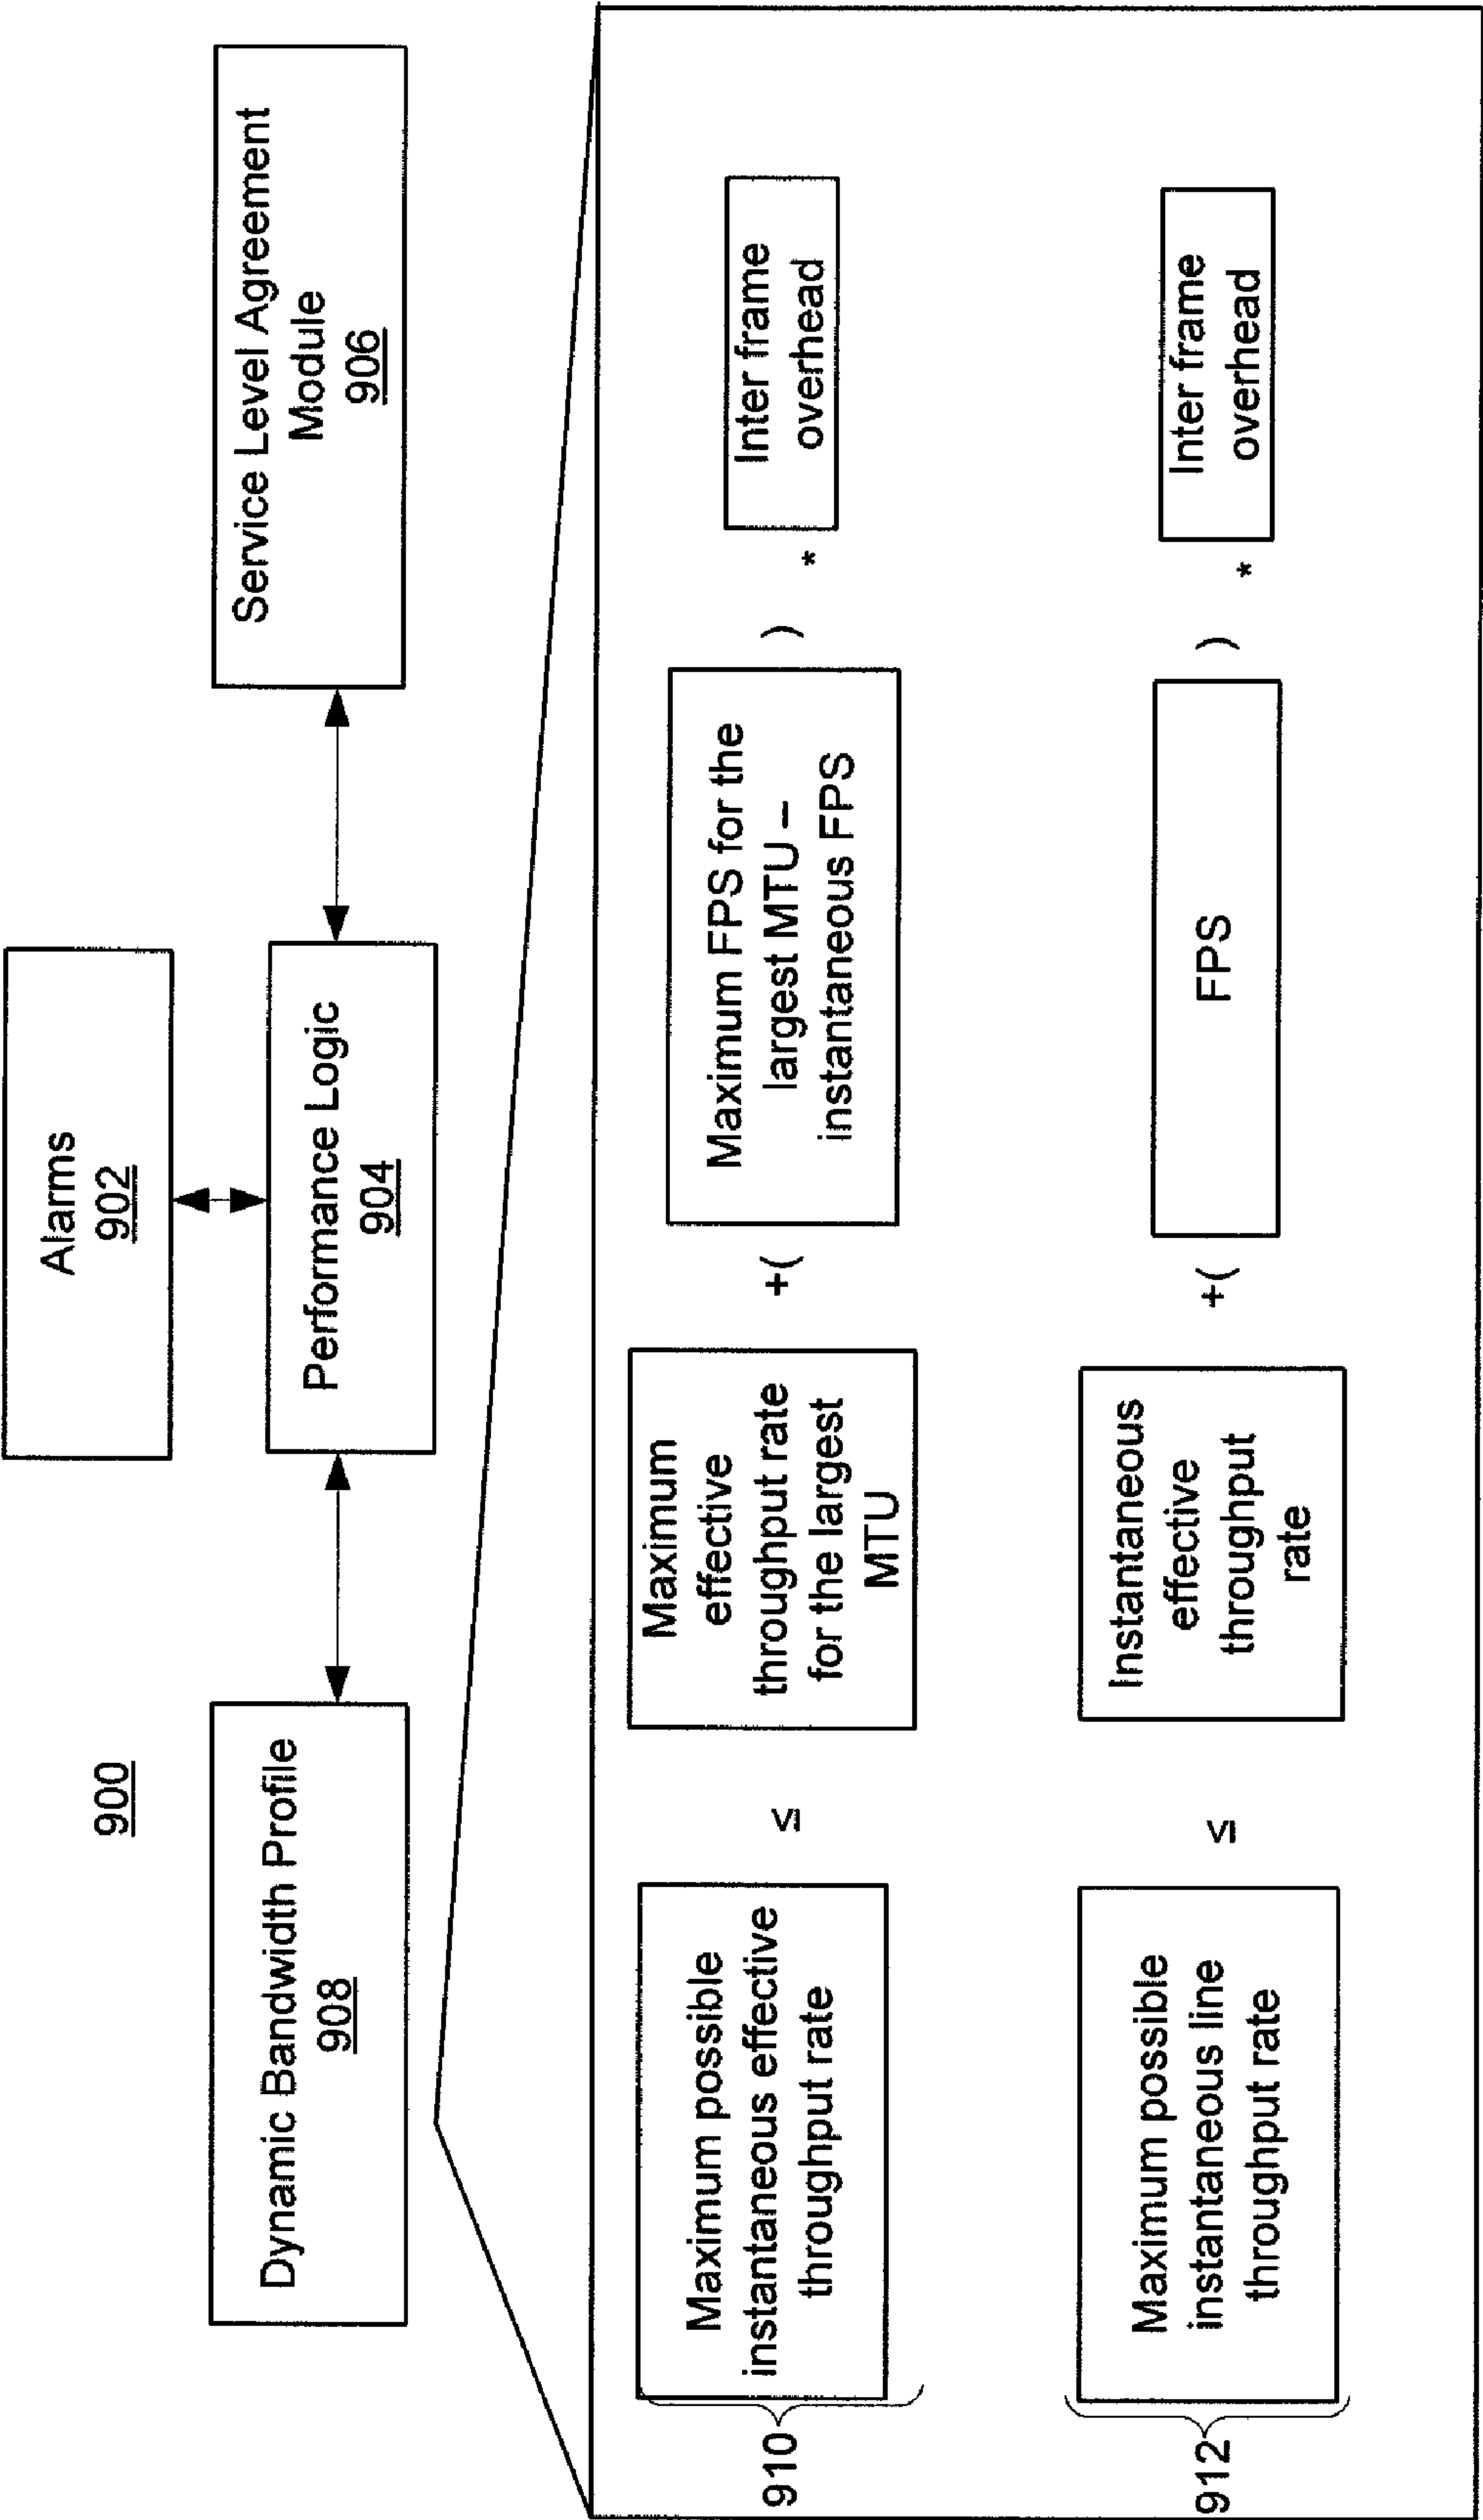 900
Alarms
902
Dynamic Bandwidth Profile
908
Performance Logic
904
Service Level Agreement
Module
906
910
Maximum possible
instantaneous effective
throughput rate
≤
Maximum
effective
throughput rate
for the largest
MTU
+(
Maximum FPS for the
largest MTU –
instantaneous FPS
)
*
Inter frame
overhead
912
Maximum possible
instantaneous line
throughput rate
≤
Instantaneous
effective
throughput
rate
+(
FPS
)
*
Inter frame
overhead